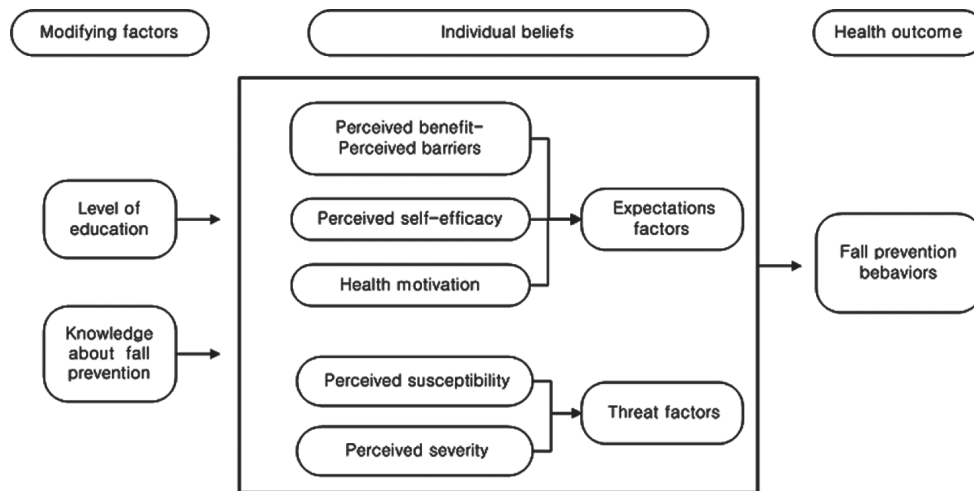 Modifying factors
Individual beliefs
Health outcome
Perceived benefit-
Perceived barriers
Level of
education
Perceived self-efficacy
Expectations
factors
Health motivation
Fall prevention
bebaviors
Knowledge
about fall
prevention
Perceived susceptibility
Threat factors
Perceived severity